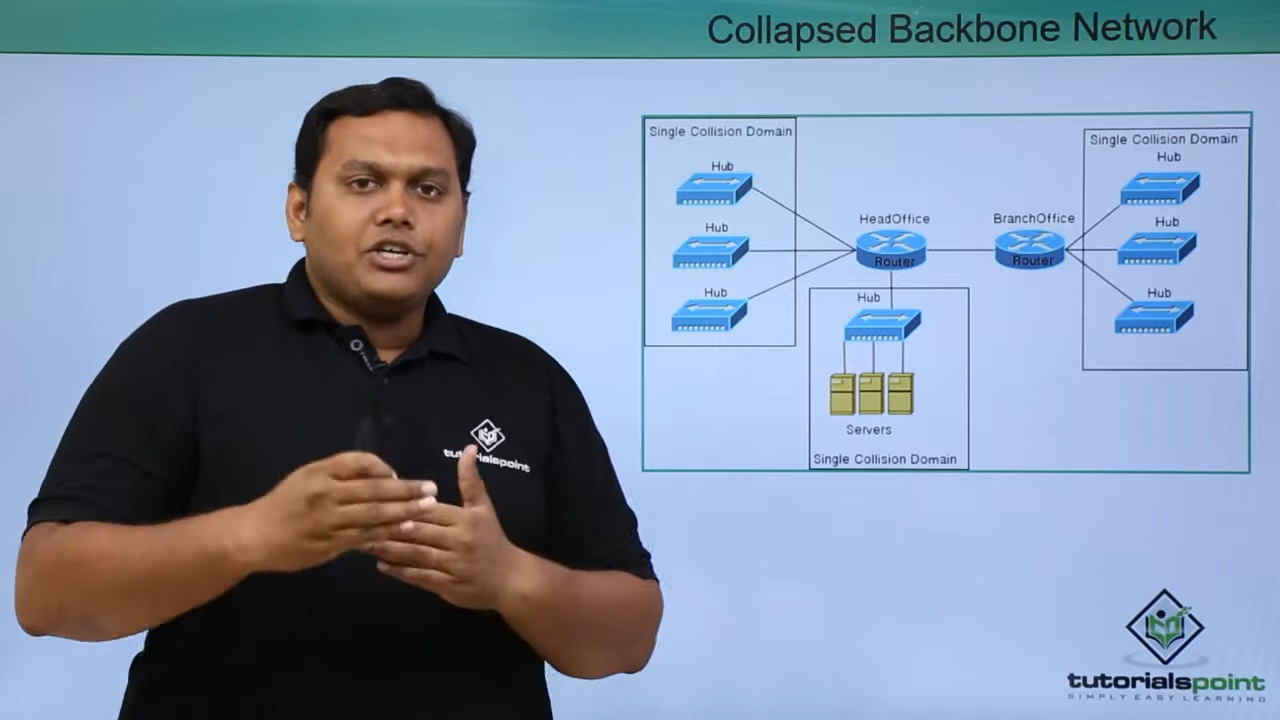 Collapsed Backbone Network
Single Collision Domain
Hub
Hub
Hub
HeadOffice
Router
BranchOffice
Router
Single Collision Domain
Hub
Hub
Hub
Hub
Servers
Single Collision Domain
tutorialspoint
tutorialspoint
SIMPLY EASY LEARNING